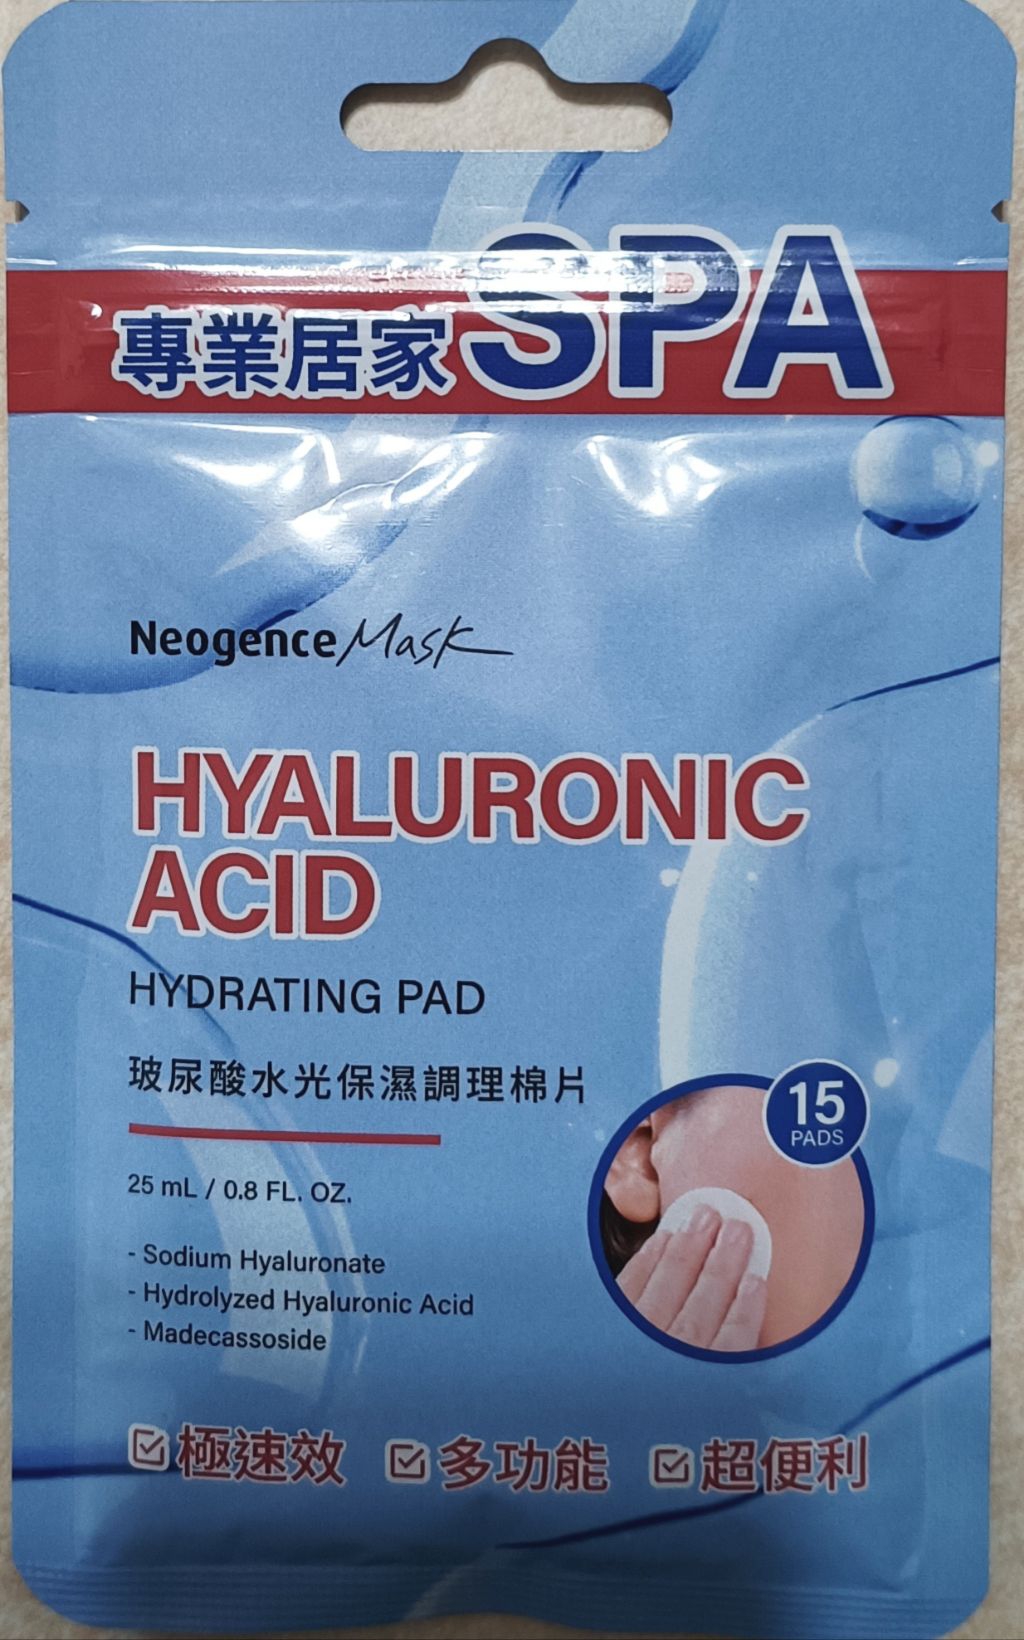 專業居家SPA
Neogence Mask
HYALURONIC
ACID
HYDRATING PAD
玻尿酸水光保濕調理棉片
15
PADS
25 mL / 0.8 FL. OZ.
- Sodium Hyaluronate
- Hydrolyzed Hyaluronic Acid
- Madecassoside
極速效 多功能 超便利